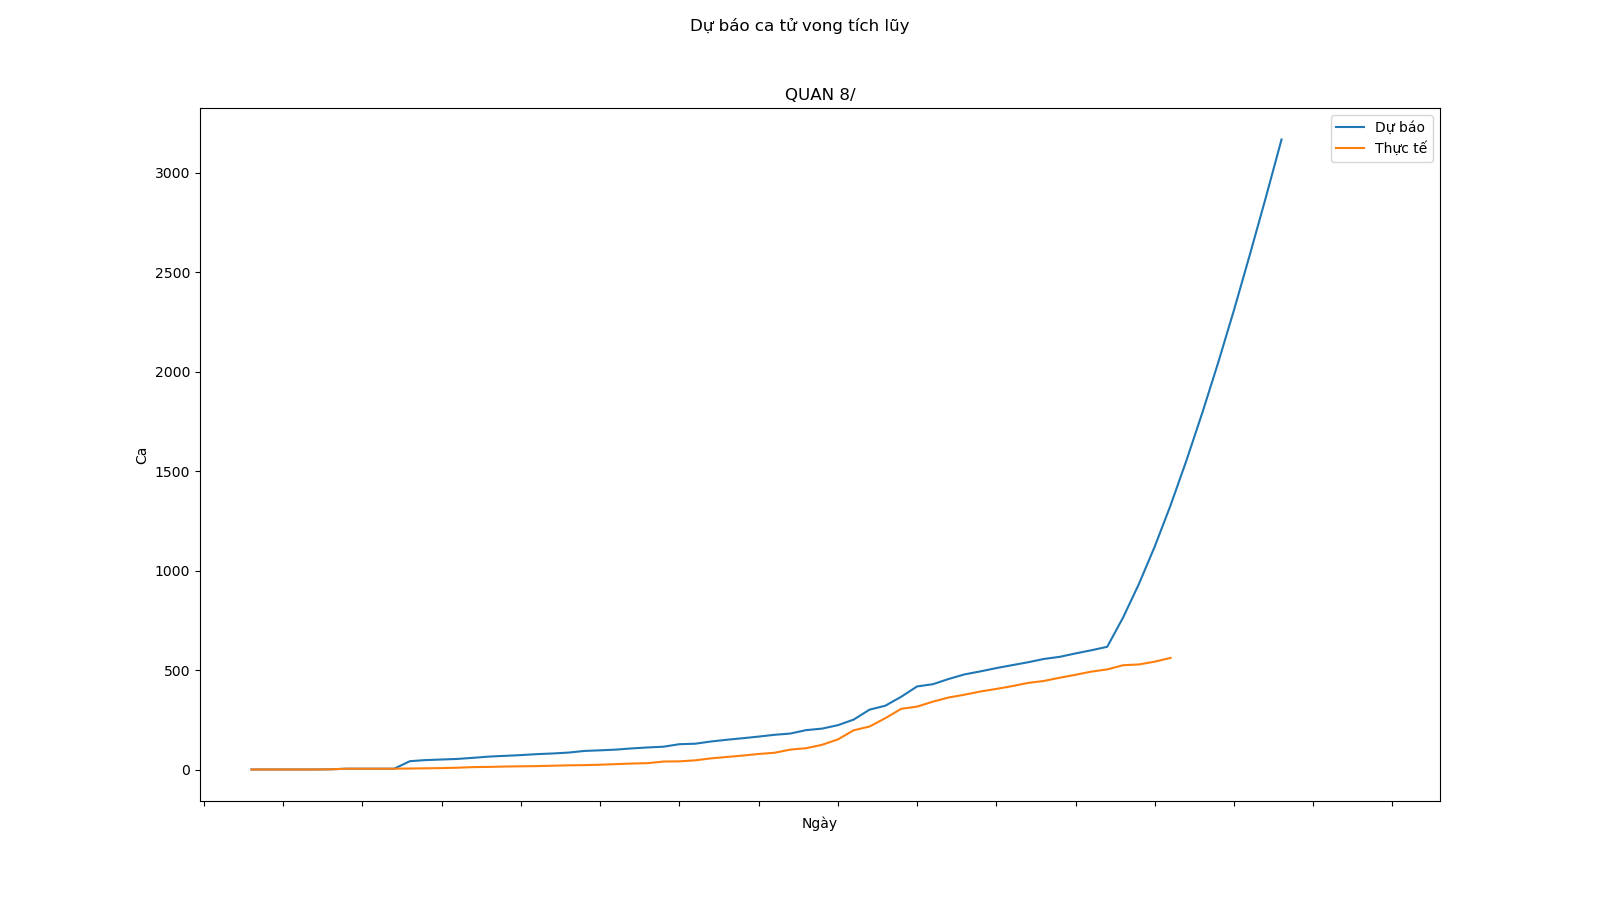 Dự báo ca tử vong tích lũy
QUAN 8/
Dự báo
Thực tế
3000
2500
2000
1500
1000
500
0
Ca
Ngày